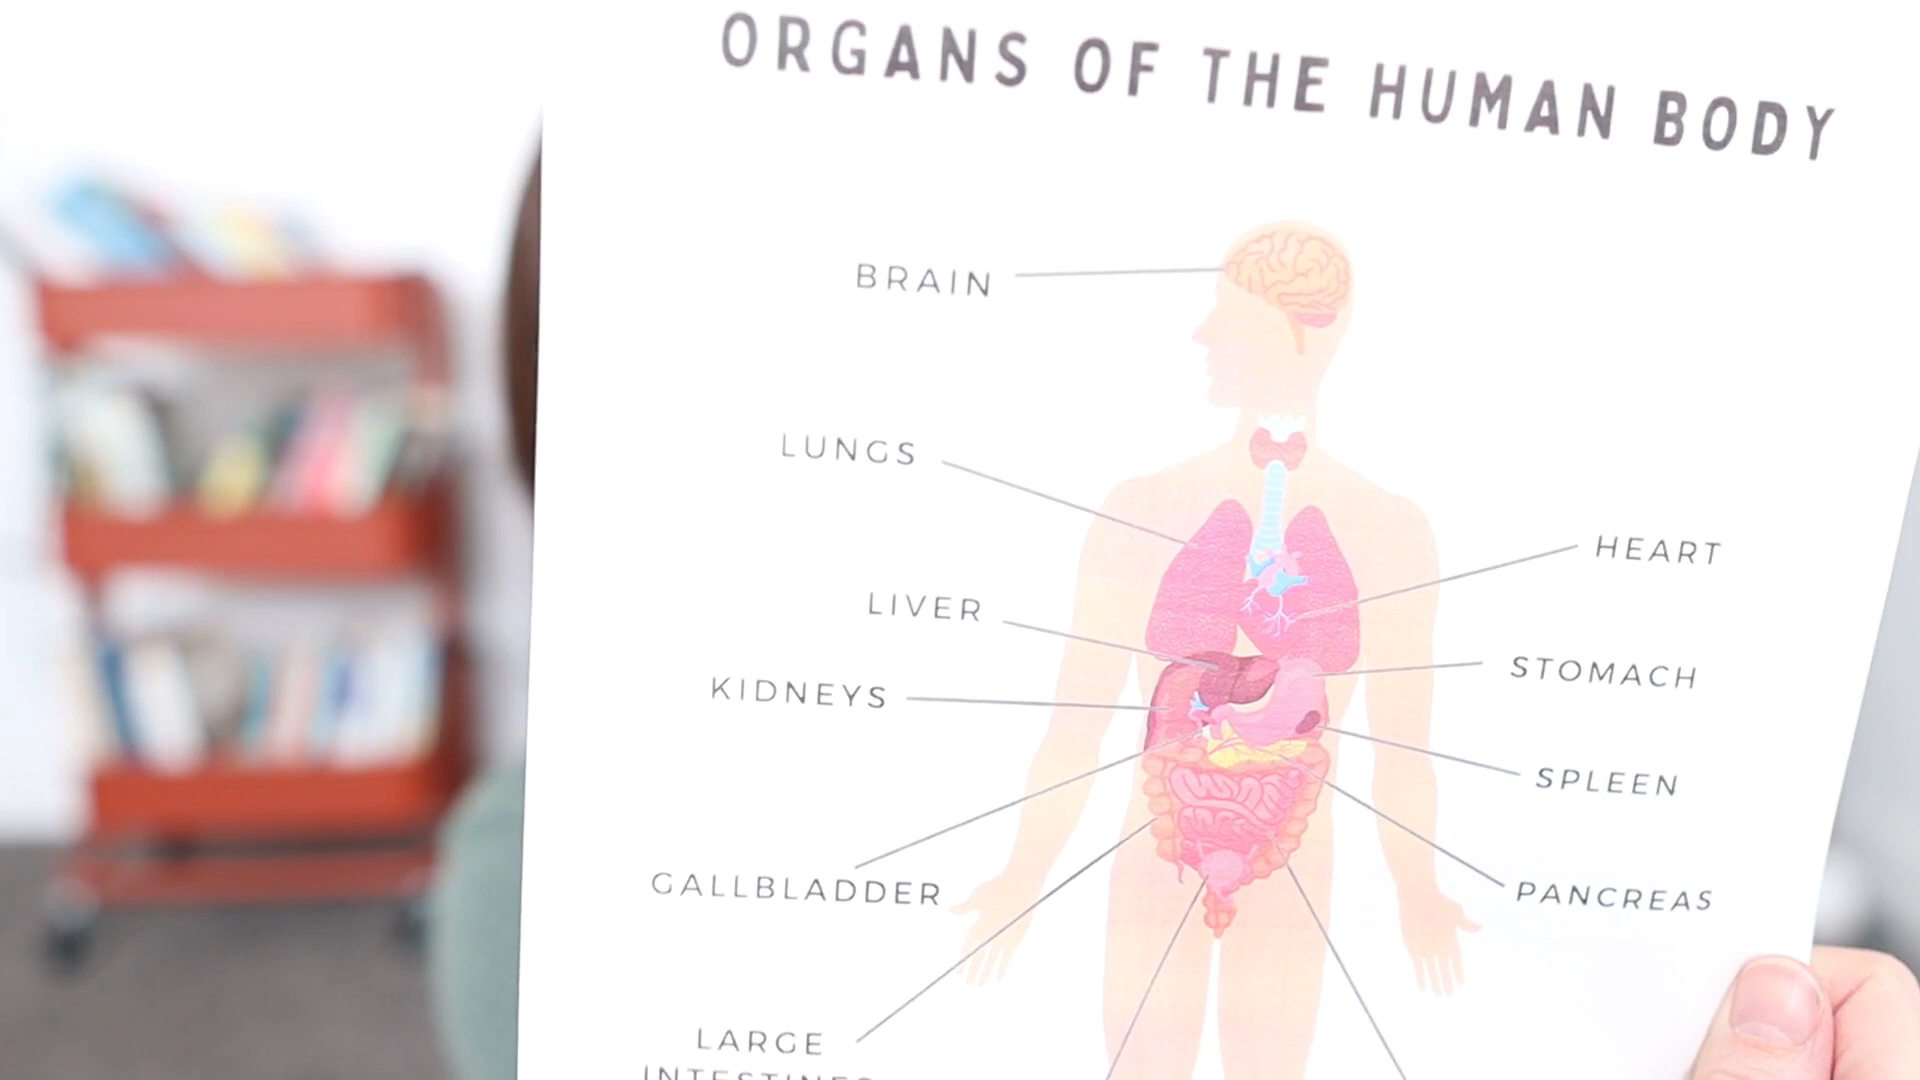 ORGANS OF THE HUMAN BODY
BRAIN
LUNGS
HEART
LIVER
STOMACH
KIDNEYS
SPLEEN
GALLBLADDER
PANCREAS
LARGE